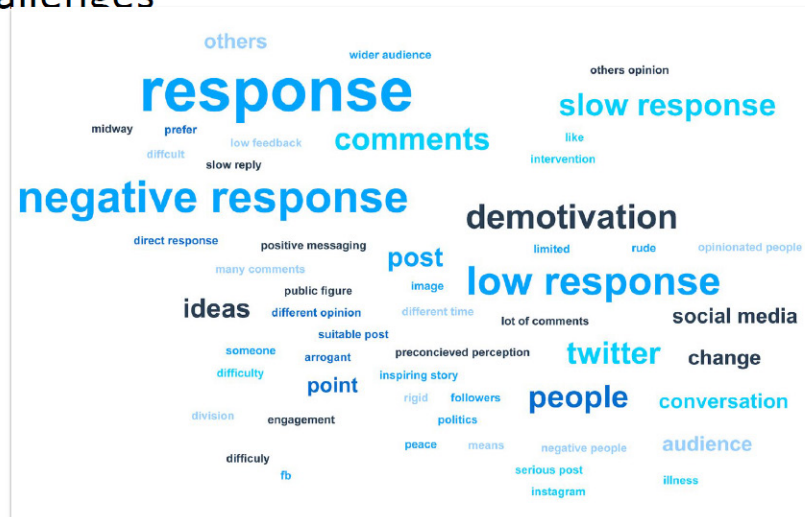 allenges
others
wider audience
others opinion
response
slow response
midway
prefer
low feedback
comments
like
diffcult
slow reply
intervention
negative response
demotivation
direct response
positive messaging
post
limited
rude
opinionated people
many comments
public figure
image
low response
ideas
different opinion
different time
lot of comments
social media
suitable post
someone
arrogant
preconcieved perception
twitter
change
difficulty
point
inspiring story
rigid
followers
people
conversation
division
engagement
politics
peace
means
negative people
audience
difficuly
fb
serious post
illness
instagram